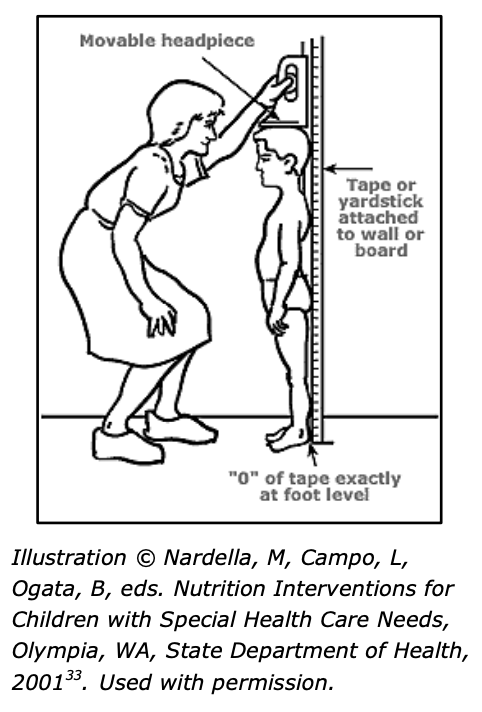 Movable headpiece
Tape or
yardstick
attached
to wall or
board
"0" of tape exactly
at foot level
Illustration © Nardella, M, Campo, L,
Ogata, B, eds. Nutrition Interventions for
Children with Special Health Care Needs,
Olympia, WA, State Department of Health,
2001³³. Used with permission.